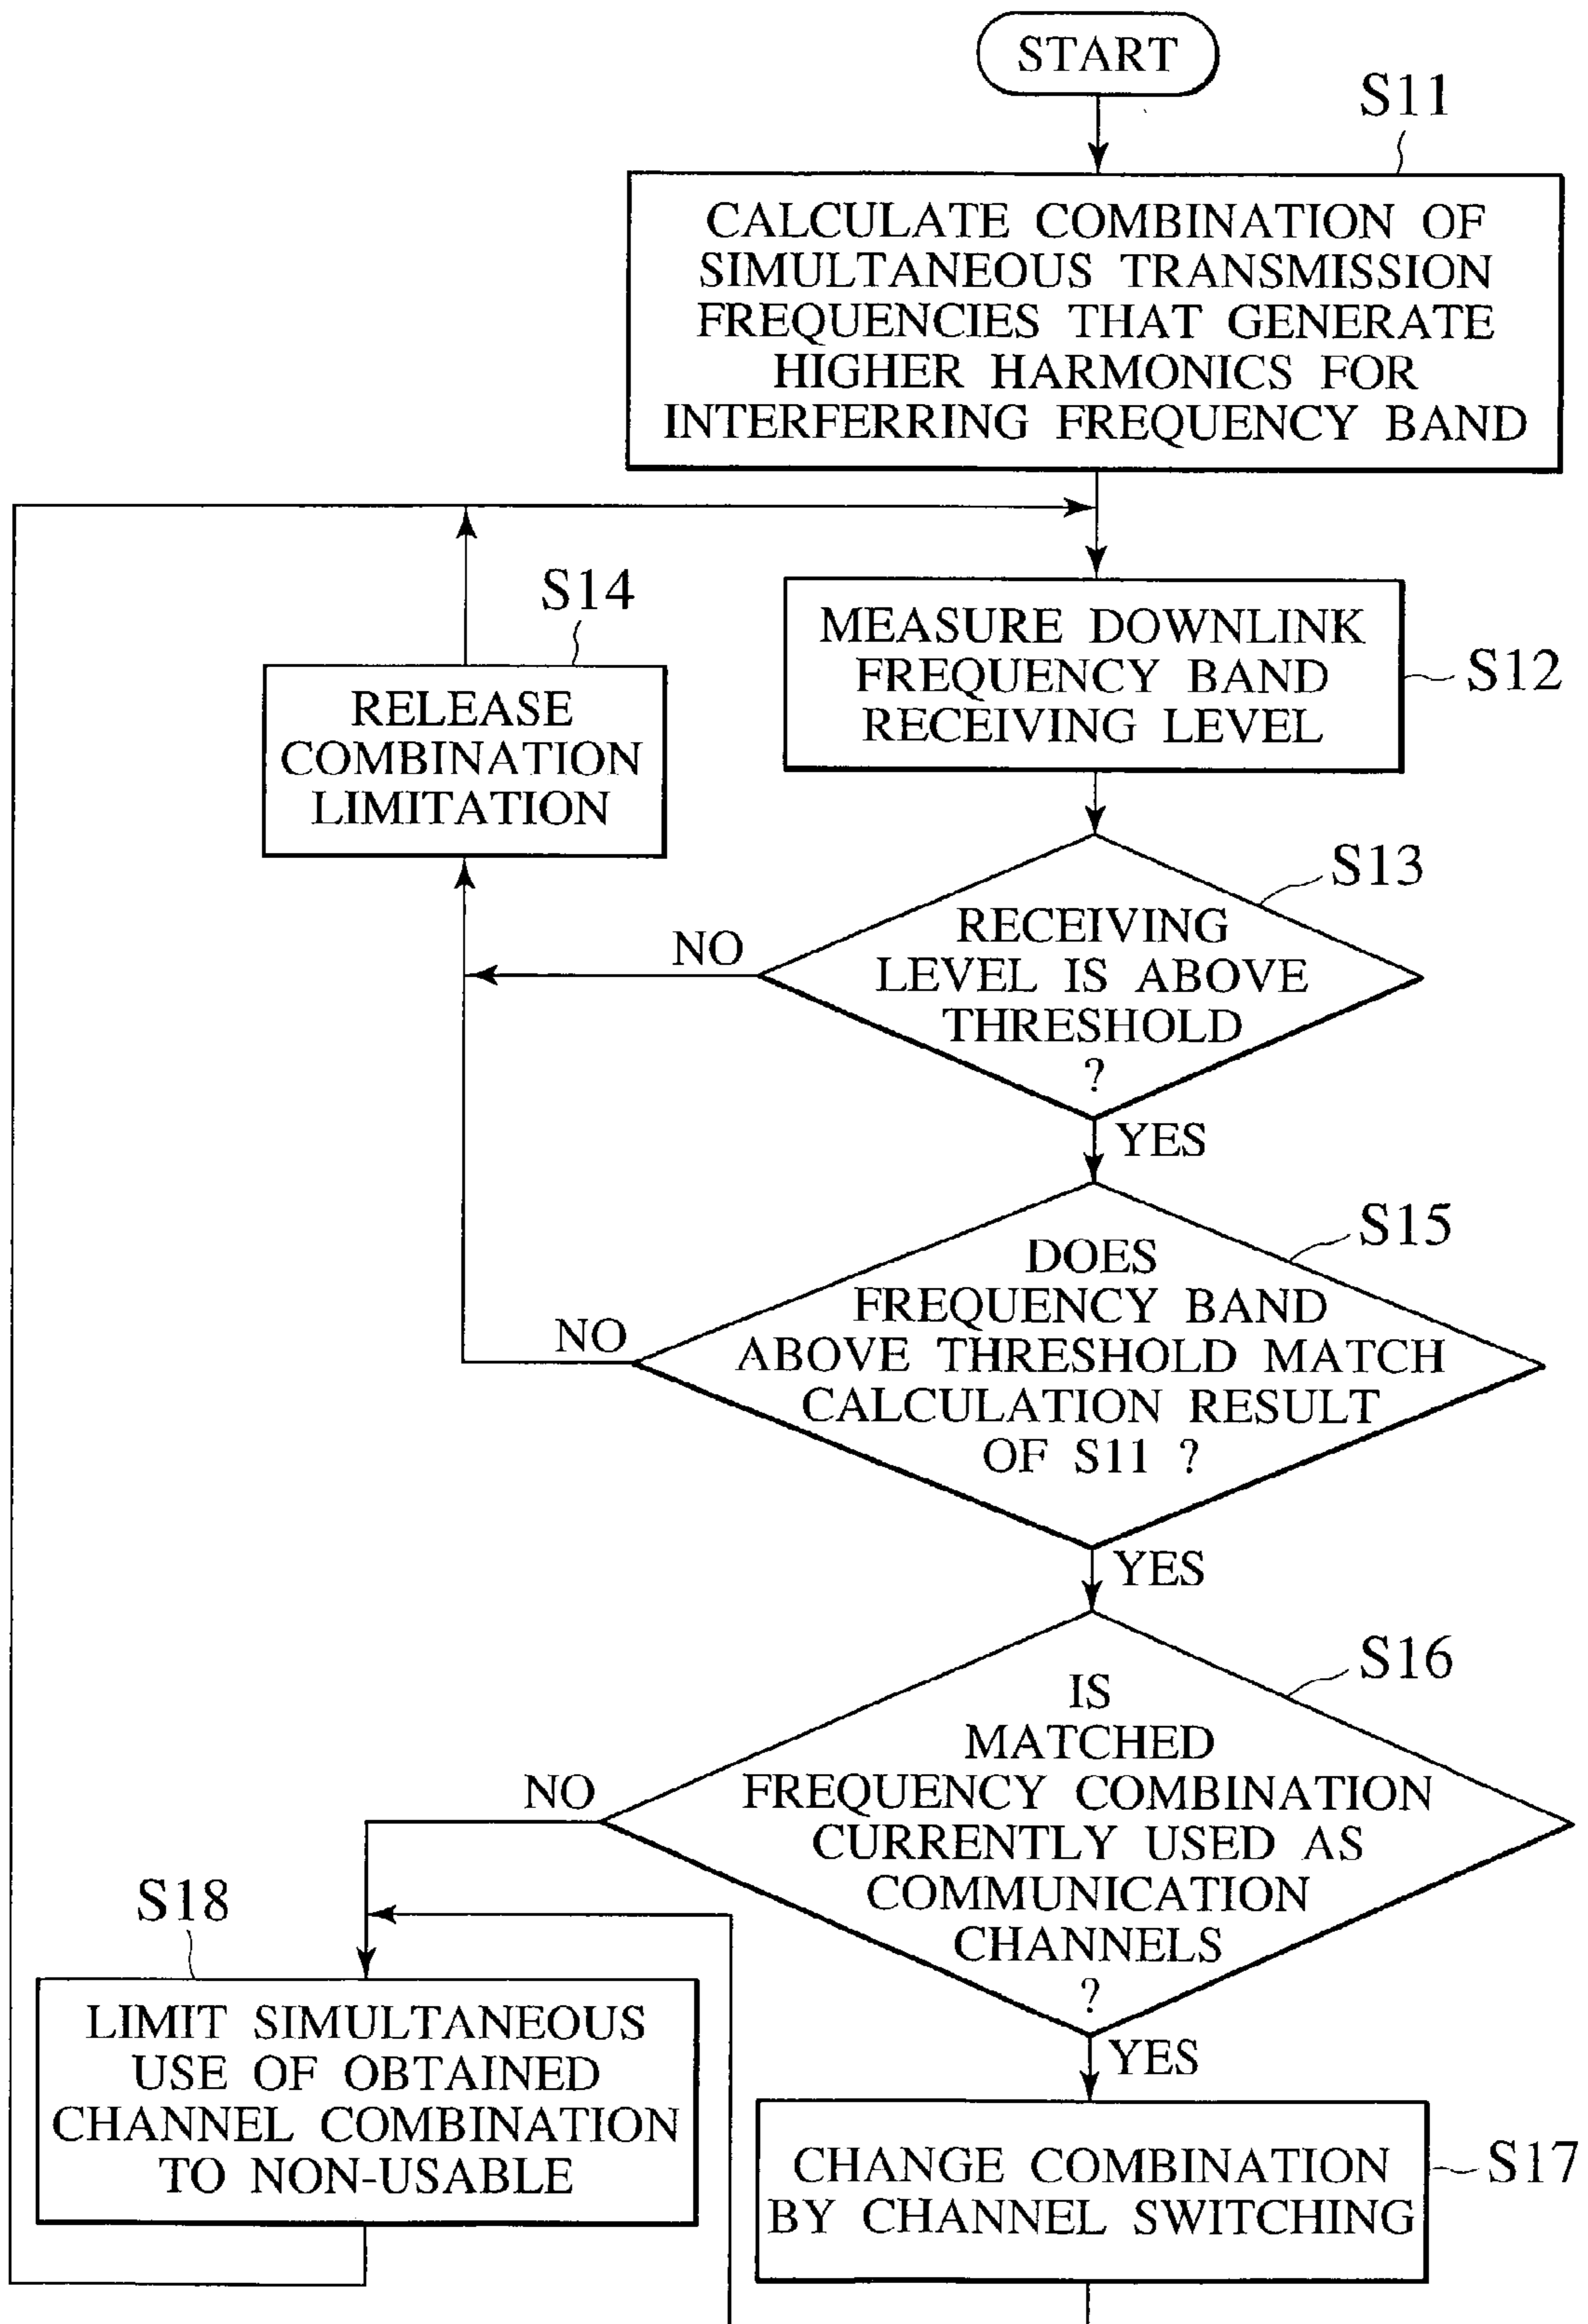 START
S11
CALCULATE COMBINATION OF
SIMULTANEOUS TRANSMISSION
FREQUENCIES THAT GENERATE
HIGHER HARMONICS FOR
INTERFERRING FREQUENCY BAND
S14
RELEASE
COMBINATION
LIMITATION
MEASURE DOWNLINK
FREQUENCY BAND
RECEIVING LEVEL
S12
S13
RECEIVING
LEVEL IS ABOVE
THRESHOLD
?
NO
YES
S15
DOES
FREQUENCY BAND
ABOVE THRESHOLD MATCH
CALCULATION RESULT
OF S11 ?
NO
YES
S16
IS
MATCHED
FREQUENCY COMBINATION
CURRENTLY USED AS
COMMUNICATION
CHANNELS
?
NO
YES
S18
LIMIT SIMULTANEOUS
USE OF OBTAINED
CHANNEL COMBINATION
TO NON-USABLE
CHANGE COMBINATION
BY CHANNEL SWITCHING
S17